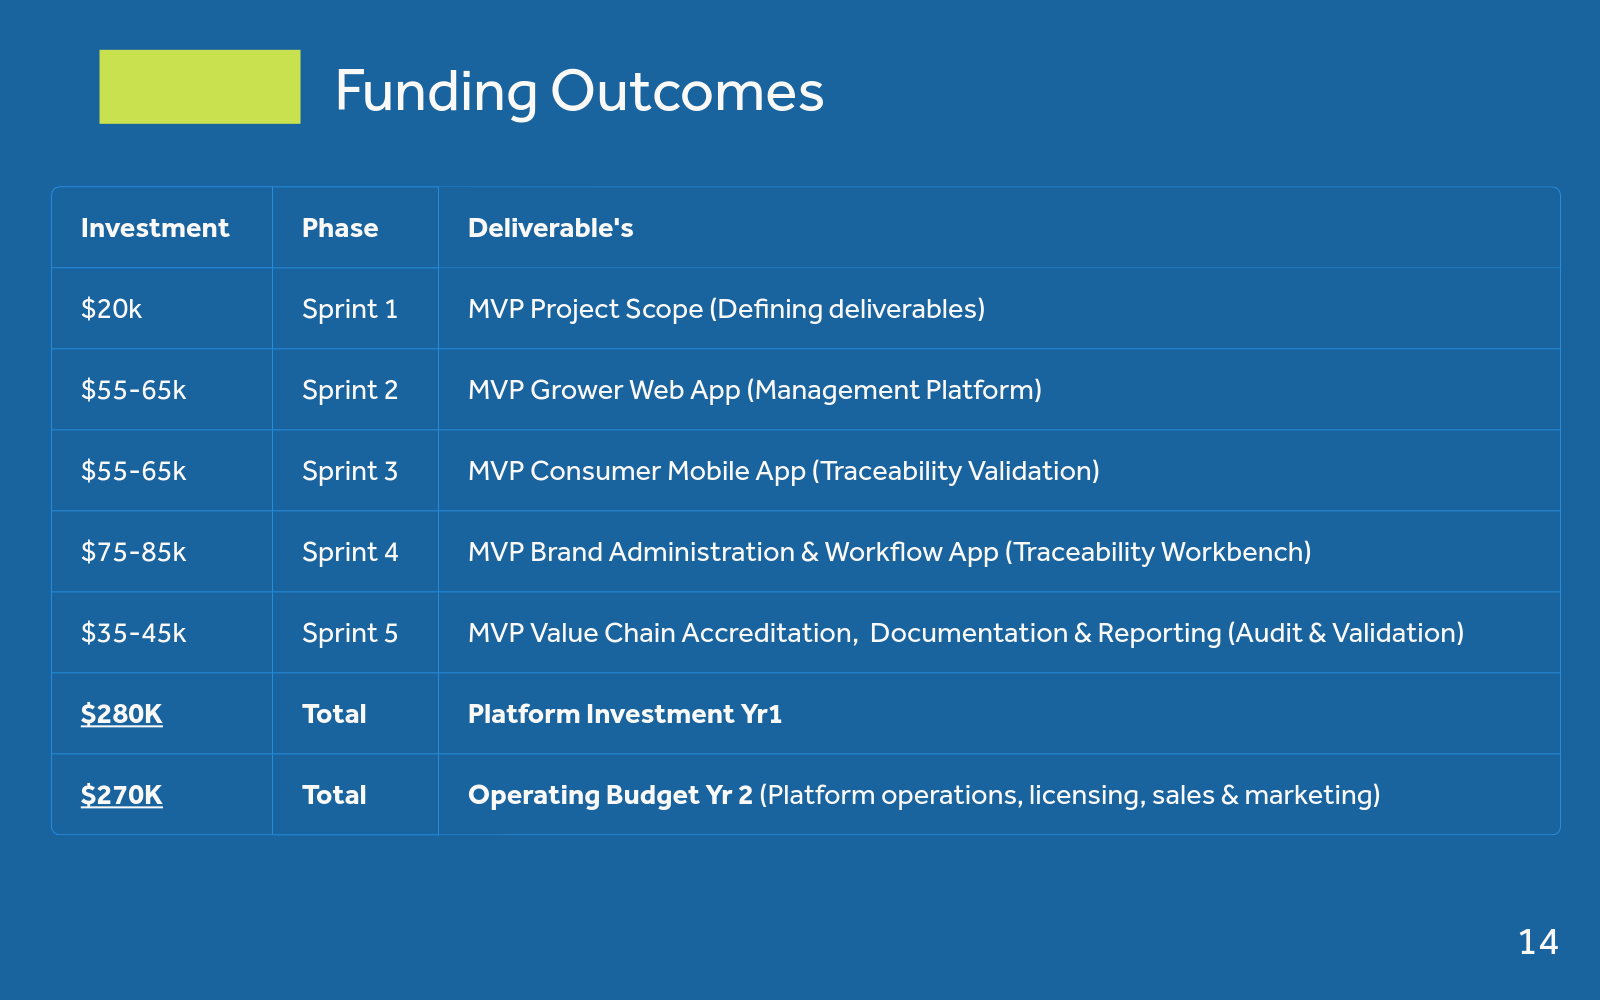 Funding Outcomes
Investment Phase Deliverable's
$20k Sprint 1 MVP Project Scope (Defining deliverables)
$55-65k Sprint 2 MVP Grower Web App (Management Platform)
$55-65k Sprint 3 MVP Consumer Mobile App (Traceability Validation)
$75-85k Sprint 4 MVP Brand Administration & Workflow App (Traceability Workbench)
$35-45k Sprint 5 MVP Value Chain Accreditation,  Documentation & Reporting (Audit & Validation)
$280K Total Platform Investment Yr1
$270K Total Operating Budget Yr 2 (Platform operations, licensing, sales & marketing)
14